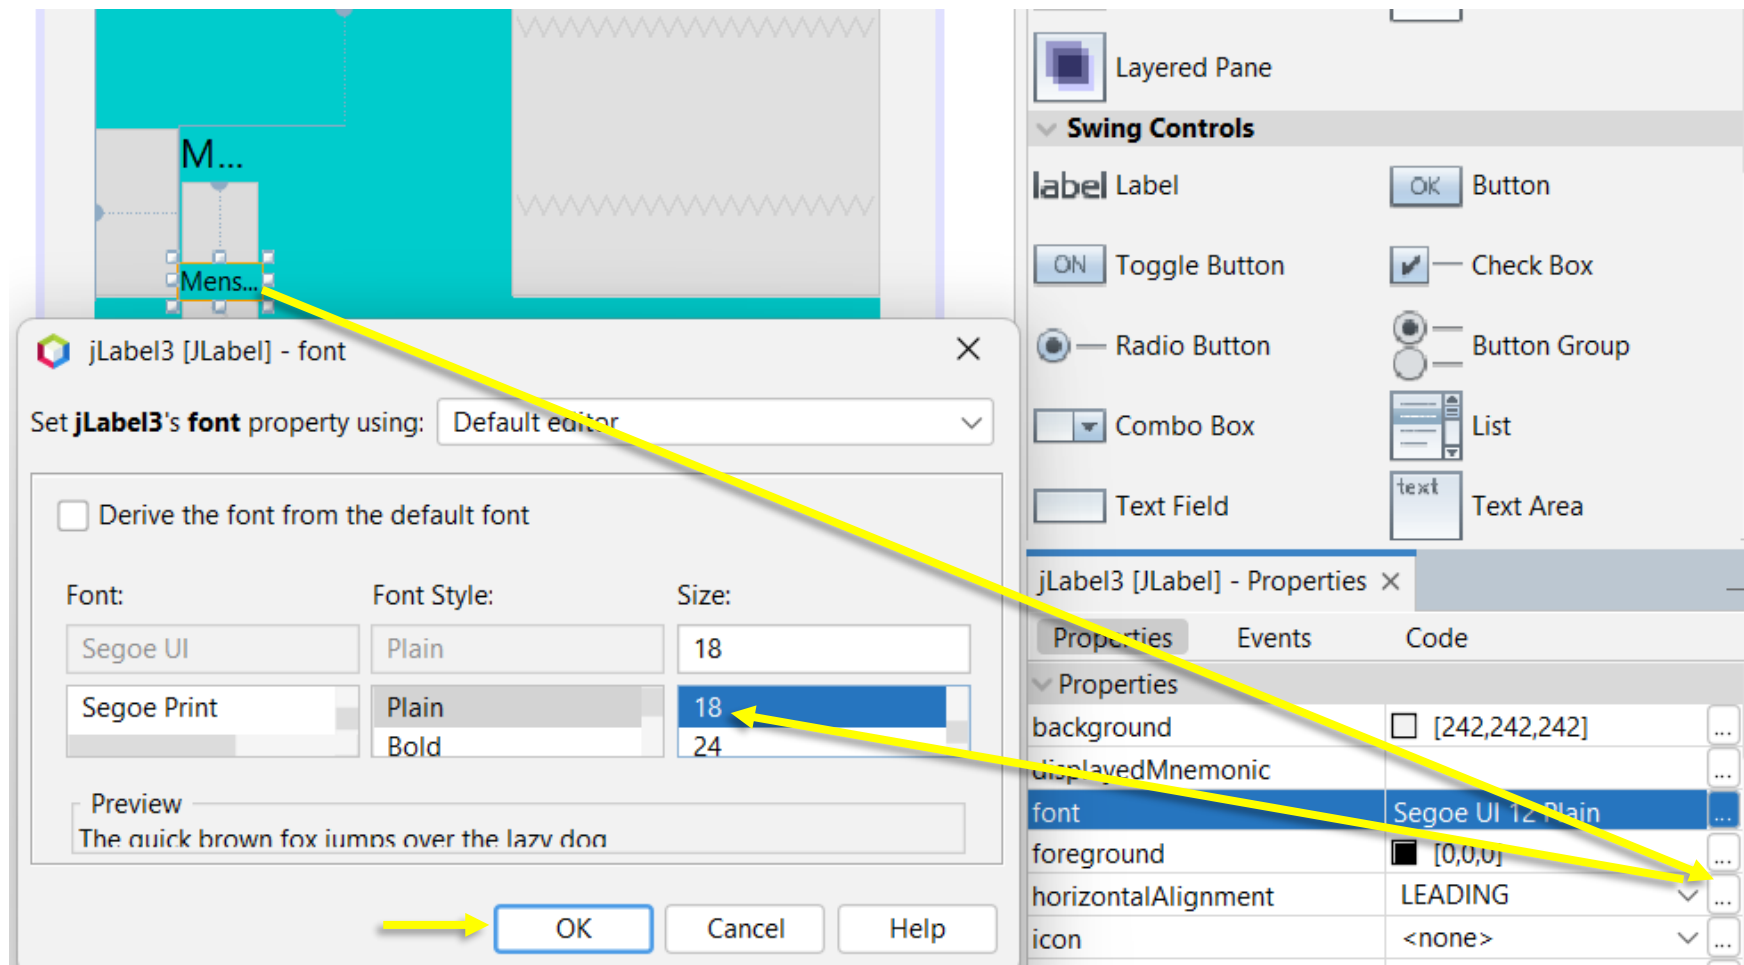 M...
Mens...
jLabel3 [JLabel] - font
Set jLabel3's font property using: Default editor
Derive the font from the default font
Font: Font Style: Size:
Segoe UI Plain 18
Segoe Print Plain 18
Bold 24
Preview
The quick brown fox jumps over the lazy dog
OK Cancel Help
Layered Pane
Swing Controls
label Label OK Button
ON Toggle Button Check Box
Radio Button Button Group
Combo Box List
Text Field text Text Area
jLabel3 [JLabel] - Properties
Properties Events Code
Properties
background [242,242,242] ...
displayedMnemonic ...
font Segoe UI 12 Plain ...
foreground [0,0,0] ...
horizontalAlignment LEADING ...
icon <none> ...